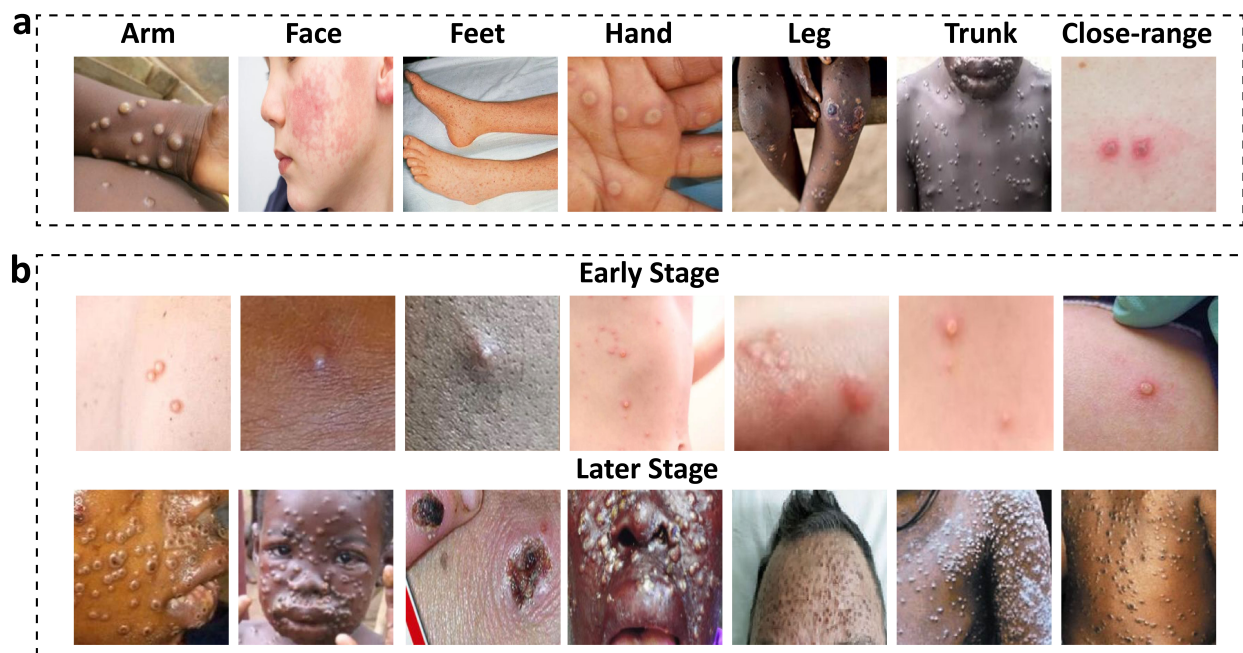 a
Arm Face Feet Hand Leg Trunk Close-range
b
Early Stage
Later Stage